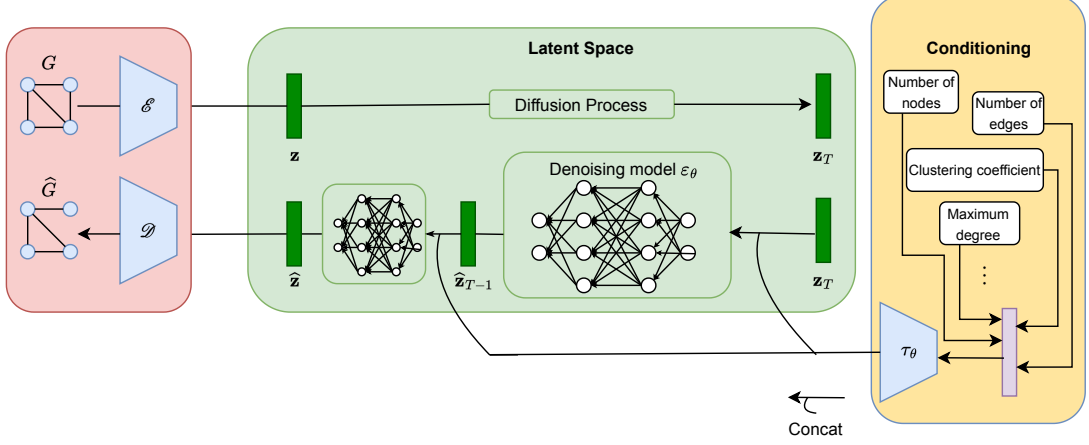 Latent Space
Conditioning
G
ℰ
z
Diffusion Process
z_T
Number of
nodes
Number of
edges
Clustering coefficient
Maximum
degree
⋮
Ĝ
𝒟
ẑ
ẑ_{T−1}
Denoising model ε_θ
z_T
τ_θ
Concat